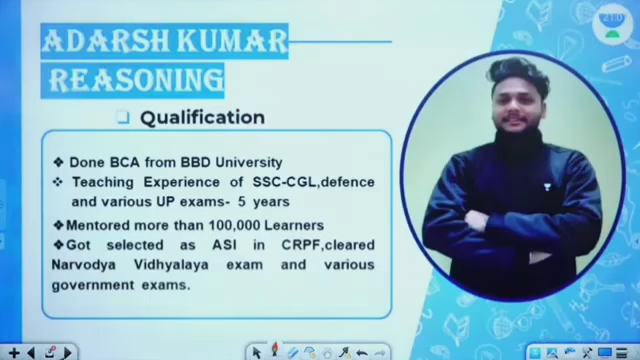 ADARSH KUMAR
REASONING
Qualification
Done BCA from BBD University
Teaching Experience of SSC-CGL,defence
and various UP exams- 5 years
Mentored more than 100,000 Learners
Got selected as ASI in CRPF,cleared
Narvodya Vidhyalaya exam and various
government exams.